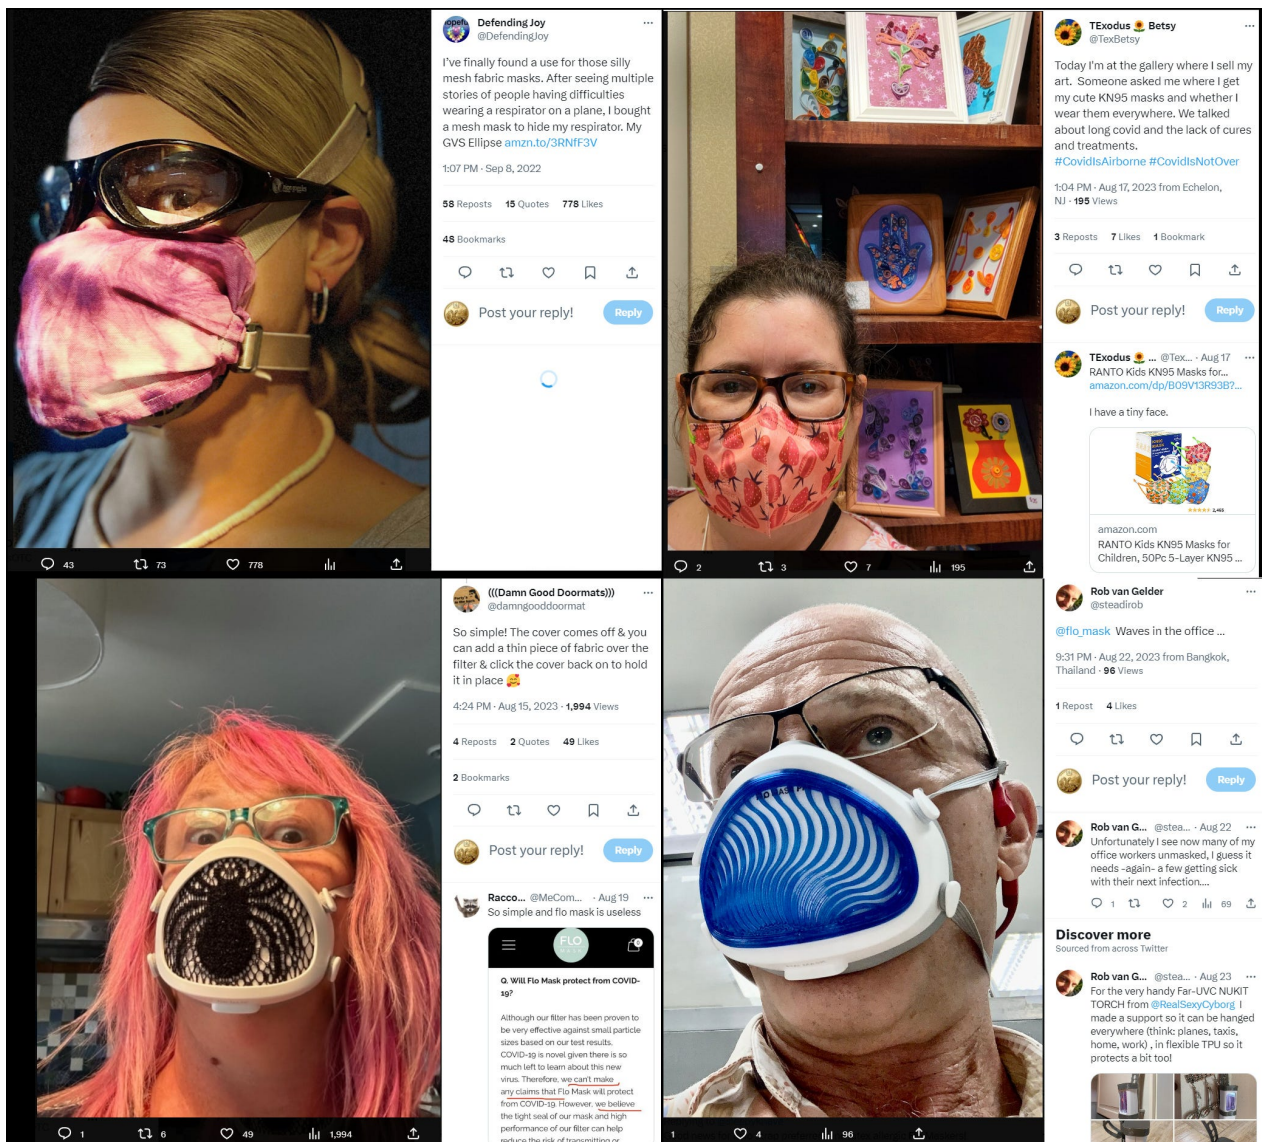 Defending Joy
@DefendingJoy
I've finally found a use for those silly
mesh fabric masks. After seeing multiple
stories of people having difficulties
wearing a respirator on a plane, I bought
a mesh mask to hide my respirator. My
GVS Ellipse amzn.to/3RNfF3V
1:07 PM · Sep 8, 2022
58 Reposts 15 Quotes 778 Likes
48 Bookmarks
Post your reply!
Reply
43 73 778
TExodus 🌻 Betsy
@TexBetsy
Today I'm at the gallery where I sell my
art. Someone asked me where I get
my cute KN95 masks and whether I
wear them everywhere. We talked
about long covid and the lack of cures
and treatments.
#CovidIsAirborne #CovidIsNotOver
1:04 PM · Aug 17, 2023 from Echelon,
NJ · 195 Views
3 Reposts 7 Likes 1 Bookmark
Post your reply!
Reply
TExodus 🌻 ... @Tex... · Aug 17
RANTO Kids KN95 Masks for...
amazon.com/dp/B09V13R93B?...
I have a tiny face.
2,465
amazon.com
RANTO Kids KN95 Masks for
Children, 50Pc 5-Layer KN95 ...
2 3 7 195
(((Damn Good Doormats)))
@damngooddoormat
So simple! The cover comes off & you
can add a thin piece of fabric over the
filter & click the cover back on to hold
it in place 🥰
4:24 PM · Aug 15, 2023 · 1,994 Views
4 Reposts 2 Quotes 49 Likes
2 Bookmarks
Post your reply!
Reply
Racco... @MeCom... · Aug 19
So simple and flo mask is useless
FLO
MASK
0
Q. Will Flo Mask protect from COVID-
19?
Although our filter has been proven to
be very effective against small particle
sizes based on our test results,
COVID-19 is novel given there is so
much left to learn about this new
virus. Therefore, we can't make
any claims that Flo Mask will protect
from COVID-19. However, we believe
the tight seal of our mask and high
performance of our filter can help
reduce the risk of transmitting or
1 6 49 1,994
Rob van Gelder
@steadirob
@flo_mask Waves in the office ...
9:31 PM · Aug 22, 2023 from Bangkok,
Thailand · 96 Views
1 Repost 4 Likes
Post your reply!
Reply
Rob van G... @stea... · Aug 22
Unfortunately I see now many of my
office workers unmasked, I guess it
needs -again- a few getting sick
with their next infection....
1 2 69
Discover more
Sourced from across Twitter
Rob van G... @stea... · Aug 23
For the very handy Far-UVC NUKIT
TORCH from @RealSexyCyborg I
made a support so it can be hanged
everywhere (think: planes, taxis,
home, work) , in flexible TPU so it
protects a bit too!
1 4 96